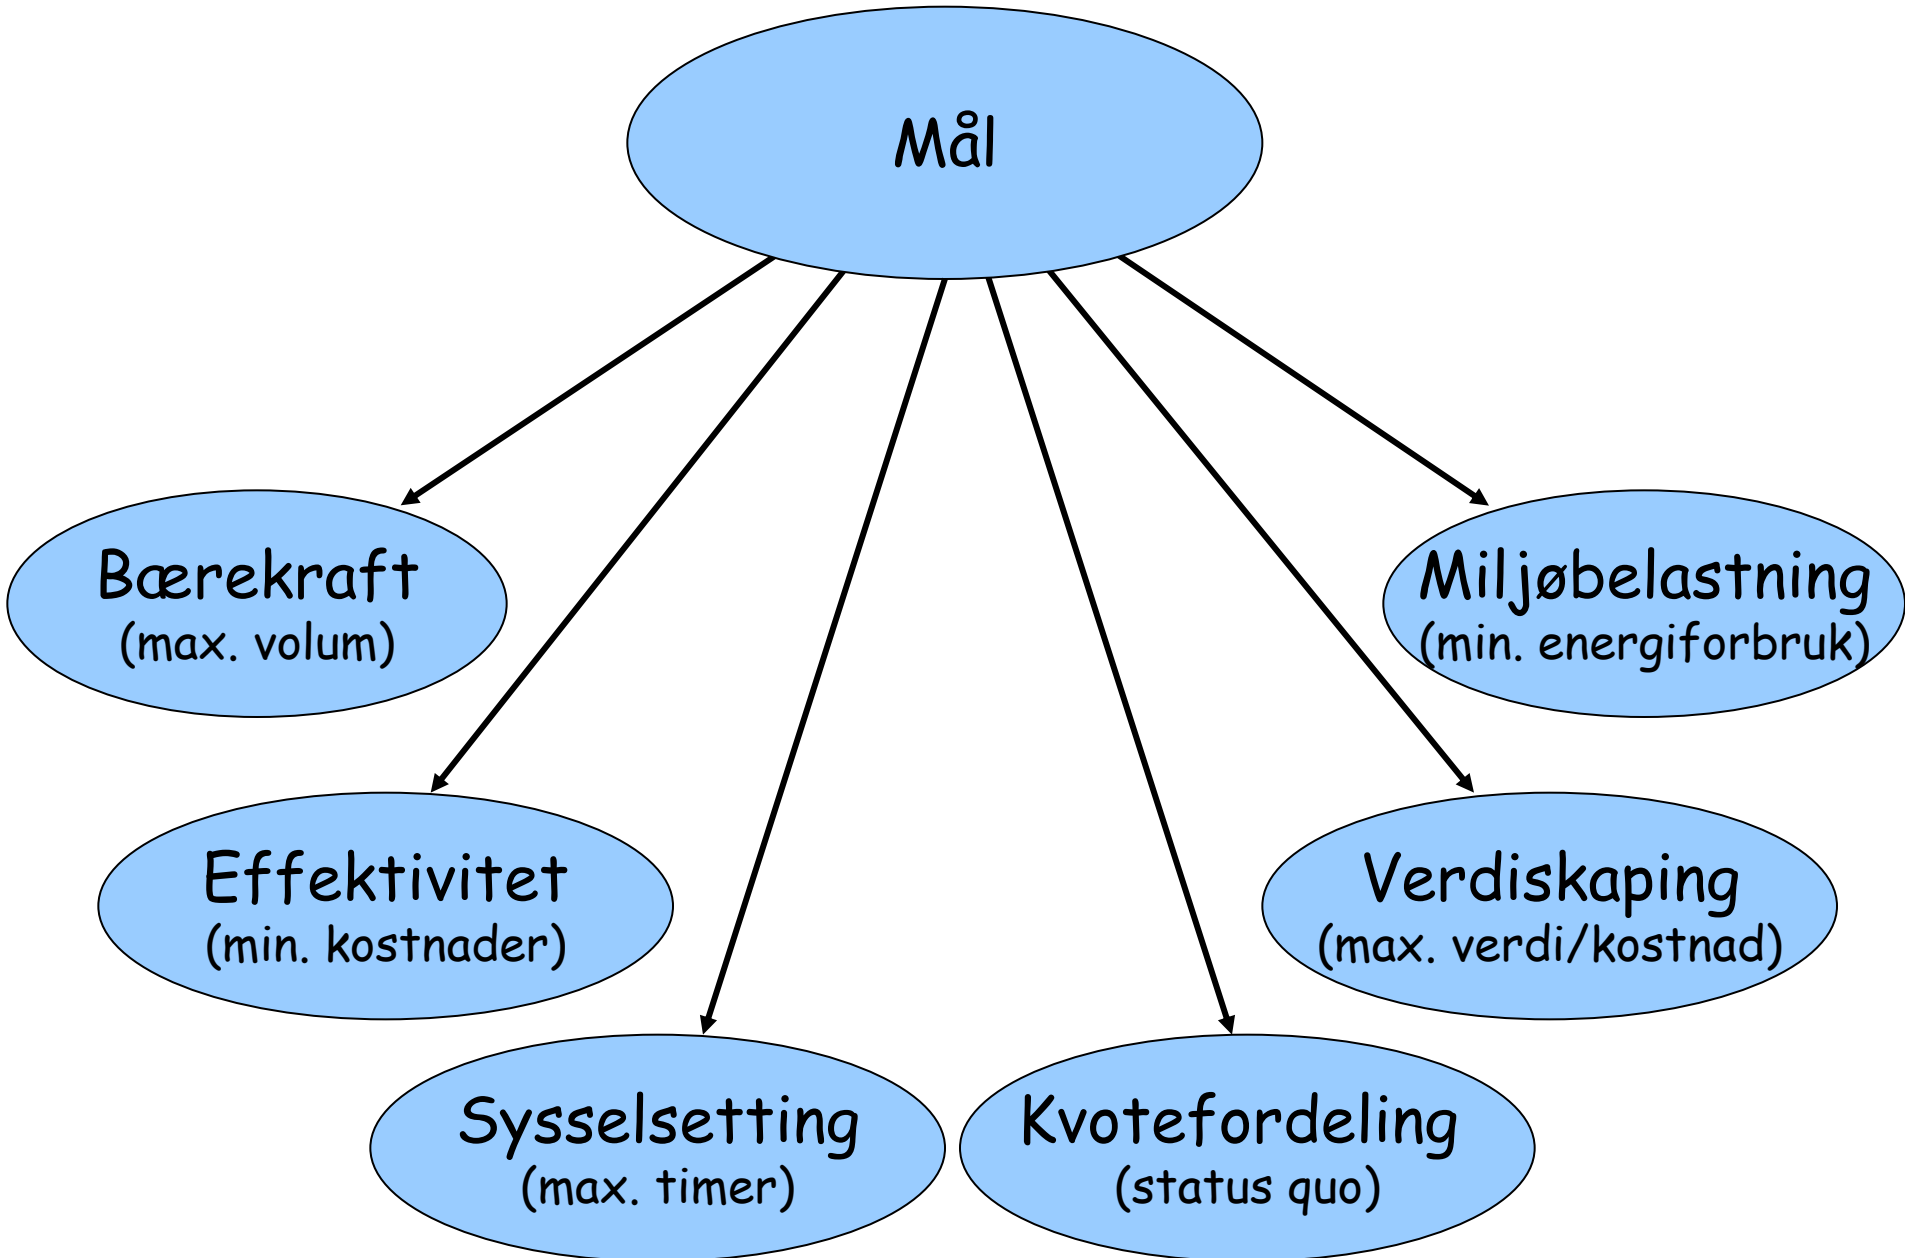 Mål
Bærekraft
(max. volum)
Miljøbelastning
(min. energiforbruk)
Effektivitet
(min. kostnader)
Verdiskaping
(max. verdi/kostnad)
Sysselsetting
(max. timer)
Kvotefordeling
(status quo)